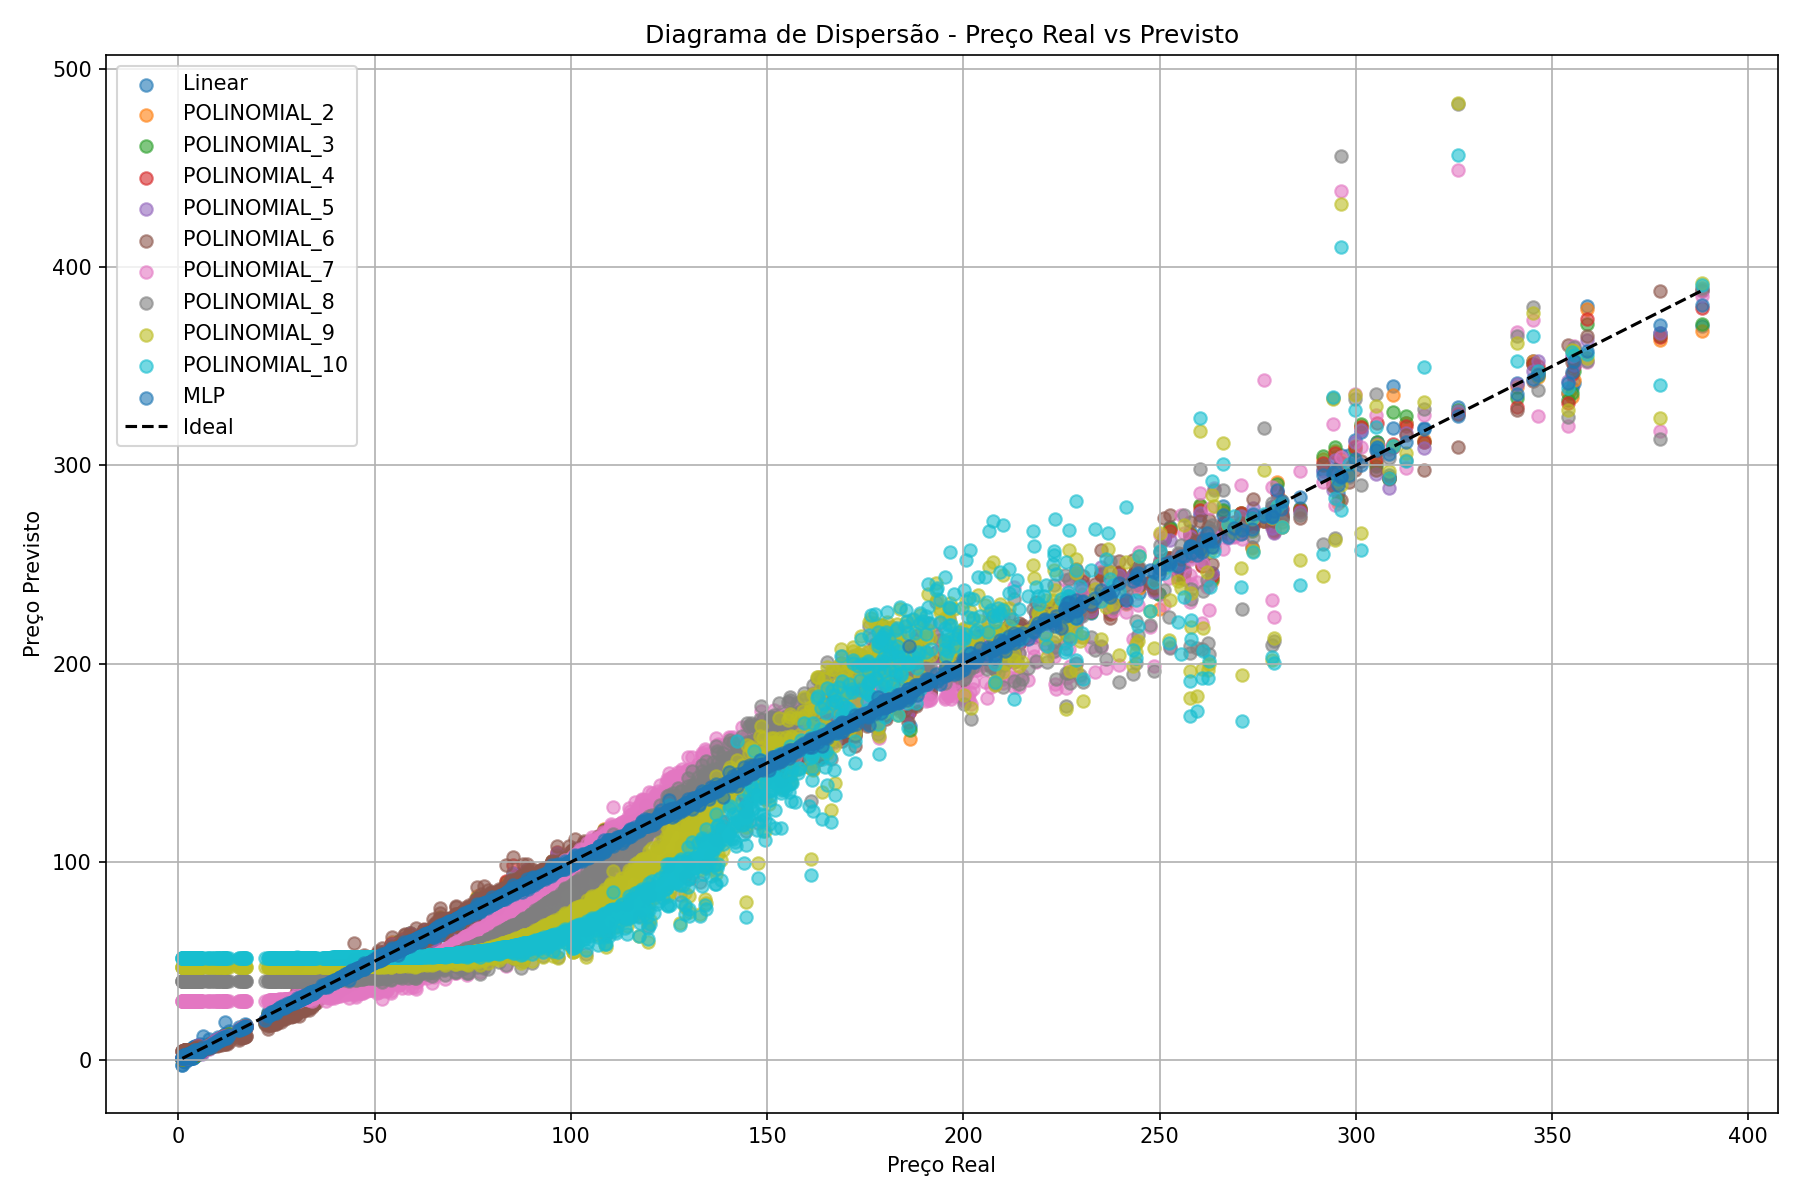 Diagrama de Dispersão - Preço Real vs Previsto
500
400
300
200
100
0
Preço Previsto
Linear
POLINOMIAL_2
POLINOMIAL_3
POLINOMIAL_4
POLINOMIAL_5
POLINOMIAL_6
POLINOMIAL_7
POLINOMIAL_8
POLINOMIAL_9
POLINOMIAL_10
MLP
Ideal
0 50 100 150 200 250 300 350 400
Preço Real